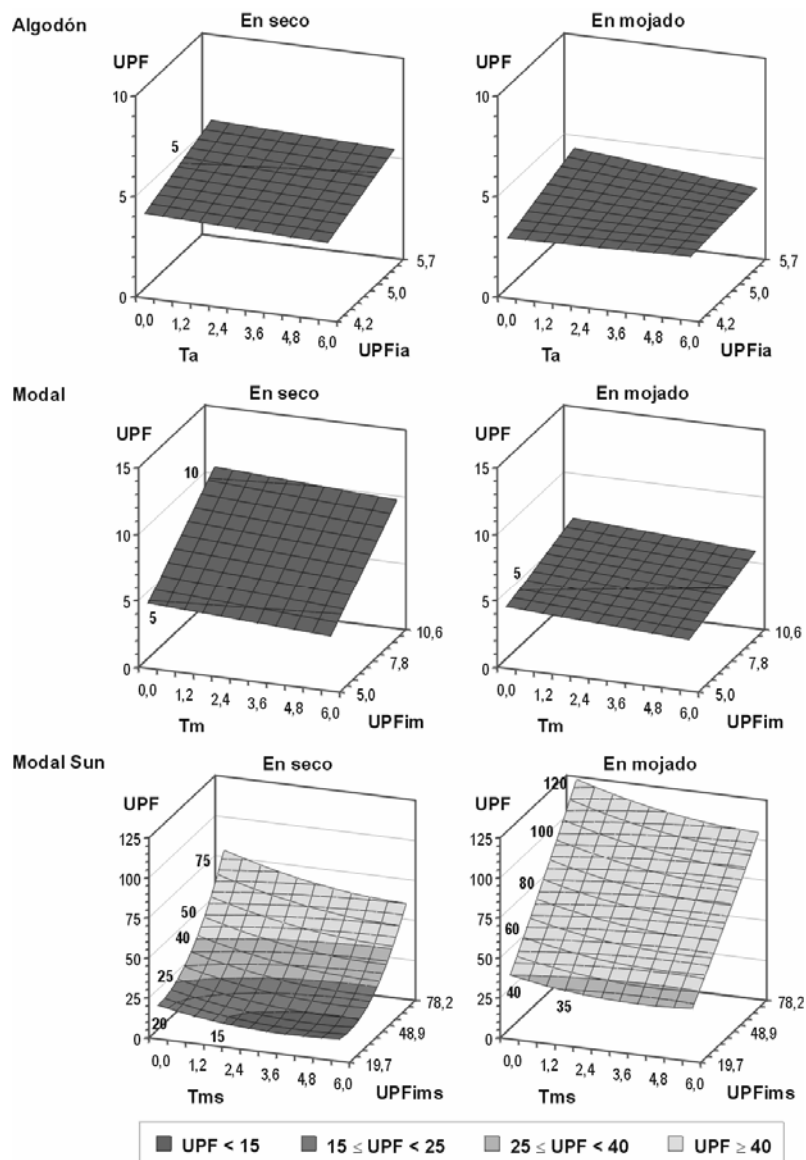 Algodón
En seco
En mojado
UPF
UPF
10
5
5
0
0,0 1,2 2,4 3,6 4,8 6,0
Ta
4,2 5,0 5,7
UPFia
10
5
0
0,0 1,2 2,4 3,6 4,8 6,0
Ta
4,2 5,0 5,7
UPFia
Modal
En seco
En mojado
UPF
UPF
15
10
10
5
5
0
0,0 1,2 2,4 3,6 4,8 6,0
Tm
5,0 7,8 10,6
UPFim
15
10
5
5
0
0,0 1,2 2,4 3,6 4,8 6,0
Tm
5,0 7,8 10,6
UPFim
Modal Sun
En seco
En mojado
UPF
UPF
125
100
75
75
50
50
40
25
25
20
15
0
0,0 1,2 2,4 3,6 4,8 6,0
Tms
19,7 48,9 78,2
UPFims
125
120
100
100
80
75
60
50
40
35
25
0
0,0 1,2 2,4 3,6 4,8 6,0
Tms
19,7 48,9 78,2
UPFims
UPF < 15 15 ≤ UPF < 25 25 ≤ UPF < 40 UPF ≥ 40